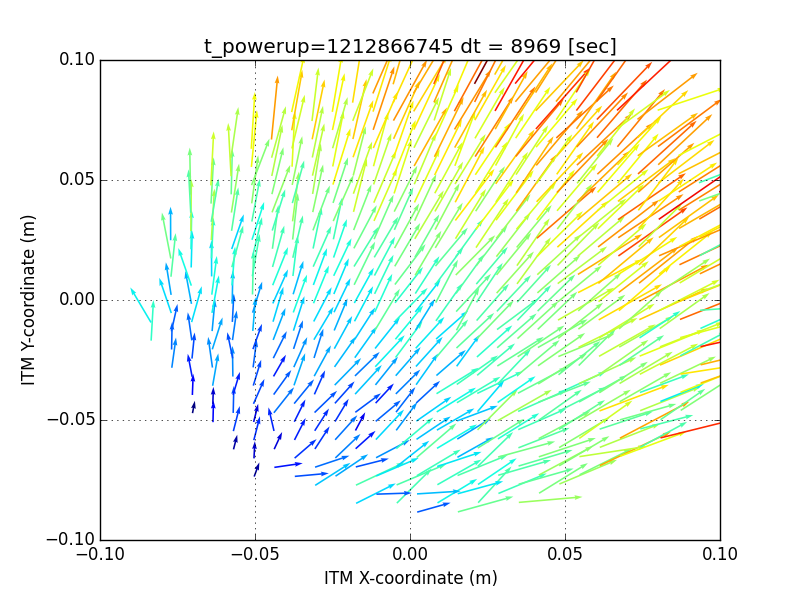 t_powerup=1212866745 dt = 8969 [sec]
ITM Y-coordinate (m)
0.10
0.05
0.00
−0.05
−0.10
−0.10 −0.05 0.00 0.05 0.10
ITM X-coordinate (m)